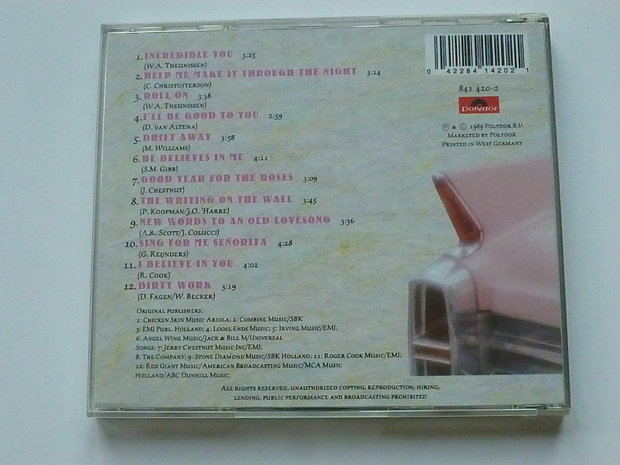 1. INCREDIBLE YOU 3:15
(W.A. THEUNISSEN)
2. HELP ME MAKE IT THROUGH THE NIGHT 3:14
(C. CHRISTOFFERSON)
3. ROLL ON 3:38
(W.A. THEUNISSEN)
4. I'LL BE GOOD TO YOU 2:59
(D. VAN ALTENA)
5. DRIFT AWAY 3:58
(M. WILLIAMS)
6. HE BELIEVES IN ME 4:11
(S.M. GIBB)
7. GOOD YEAR FOR THE ROSES 3:09
(J. CHESTNUT)
8. THE WRITING ON THE WALL 3:45
(P. KOOPMAN/J.O. 'HARRE)
9. NEW WORDS TO AN OLD LOVESONG 3:36
(A.R. SCOTT/J. COLUCCI)
10. SING FOR ME SEÑORITA 4:28
(G. REIJNDERS)
11. I BELIEVE IN YOU 4:02
(R. COOK)
12. DIRTY WORK 3:19
(D. FAGEN/W. BECKER)
ORIGINAL PUBLISHERS:
1: CHICKEN SKIN MUSIC ARIOLA; 2: COMBINE MUSIC/SBK
3: EMI PUBL. HOLLAND; 4: LOOSE ENDS MUSIC; 5: IRVING MUSIC/EMI,
6: ANGEL WING MUSIC/JACK & BILL M/UNIVERSAL
SONGS; 7: JERRY CHESTNUT MUSIC INC/EMI;
8: THE COMPANY; 9: STONE DIAMOND MUSIC/SBK HOLLAND; 11: ROGER COOK MUSIC/EMI;
12: RED GIANT MUSIC/AMERICAN BROADCASTING MUSIC/MCA MUSIC
HOLLAND/ABC DUNHILL MUSIC.
ALL RIGHTS RESERVED, UNAUTHORIZED COPYING, REPRODUCTION, HIRING,
LENDING, PUBLIC PERFORMANCE AND BROADCASTING PROHIBITED
0 42284 14202 1
841 420-2
polydor
℗ & © 1989 POLYDOR B.V.
MARKETED BY POLYDOR
PRINTED IN WEST GERMANY